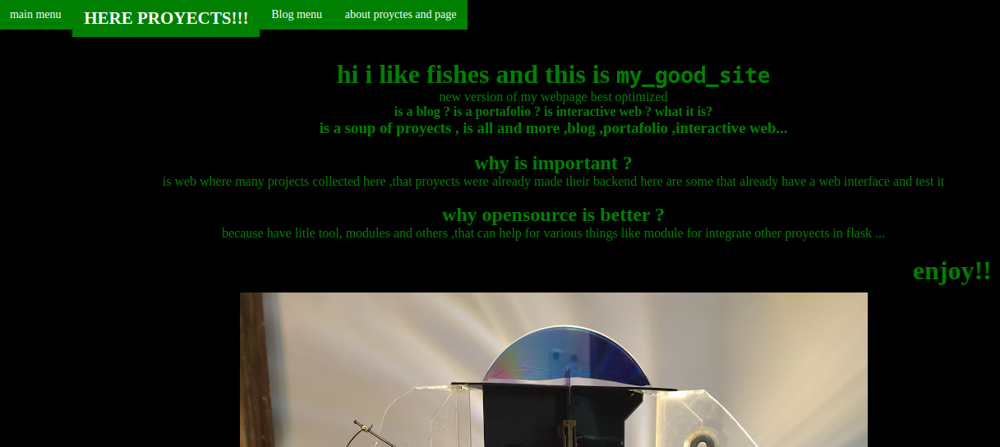 main menu HERE PROYECTS!!! Blog menu about proyctes and page
hi i like fishes and this is my_good_site
new version of my webpage best optimized
is a blog ? is a portafolio ? is interactive web ? what it is?
is a soup of proyects , is all and more ,blog ,portafolio ,interactive web...
why is important ?
is web where many projects collected here ,that proyects were already made their backend here are some that already have a web interface and test it
why opensource is better ?
because have litle tool, modules and others ,that can help for various things like module for integrate other proyects in flask ...
enjoy!!